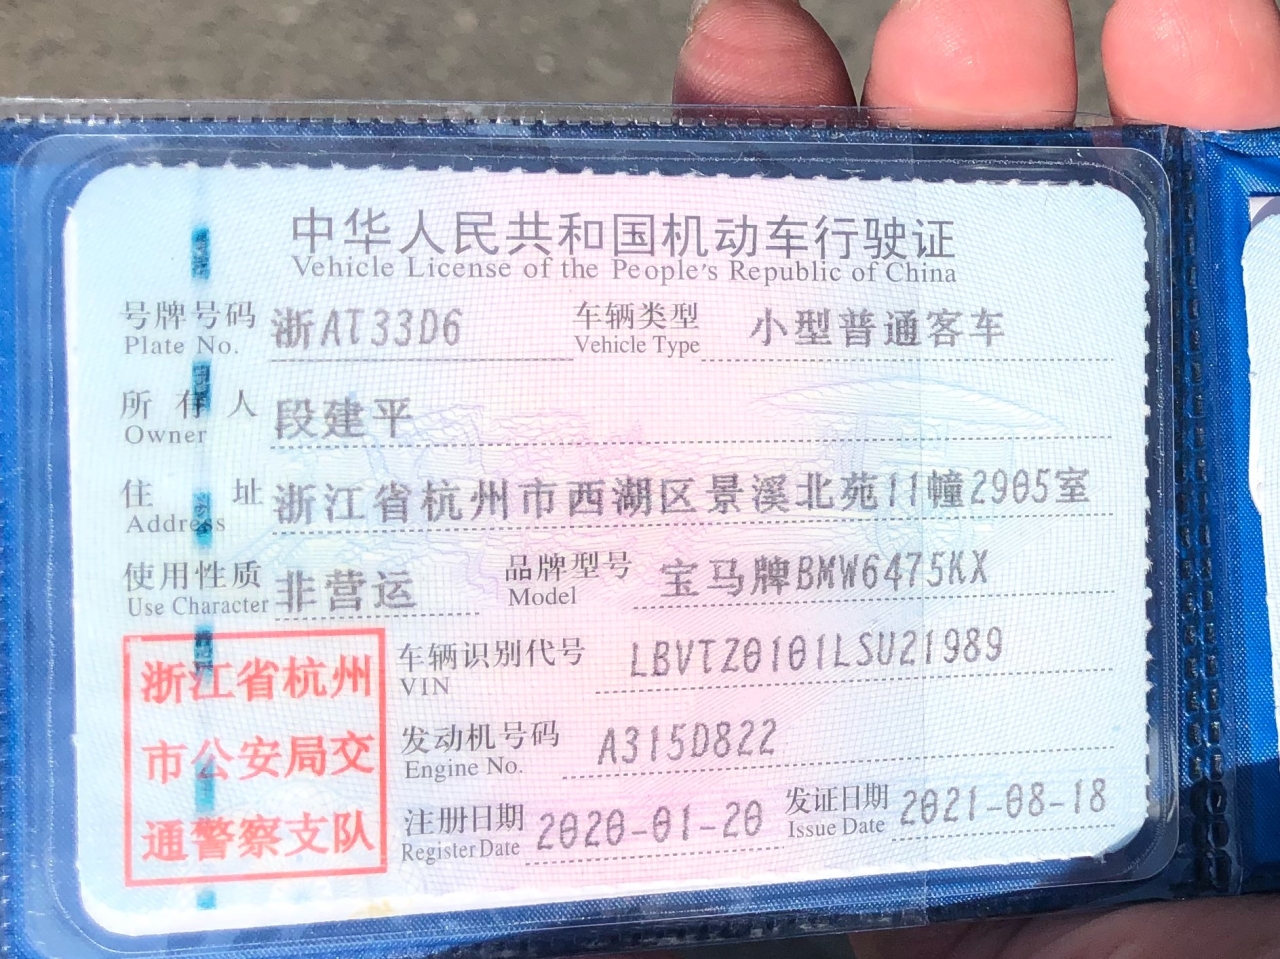 中华人民共和国机动车行驶证
Vehicle License of the People's Republic of China
号牌号码 浙AT33D6 车辆类型 小型普通客车
Plate No. Vehicle Type
所有人 段建平
Owner
住址 浙江省杭州市西湖区景溪北苑11幢2905室
Address
使用性质 非营运 品牌型号 宝马牌BMW6475KX
Use Character Model
车辆识别代号 LBVTZ0101LSU21989
VIN
发动机号码 A315D822
Engine No.
注册日期 2020-01-20 发证日期 2021-08-18
Register Date Issue Date
浙江省杭州
市公安局交
通警察支队